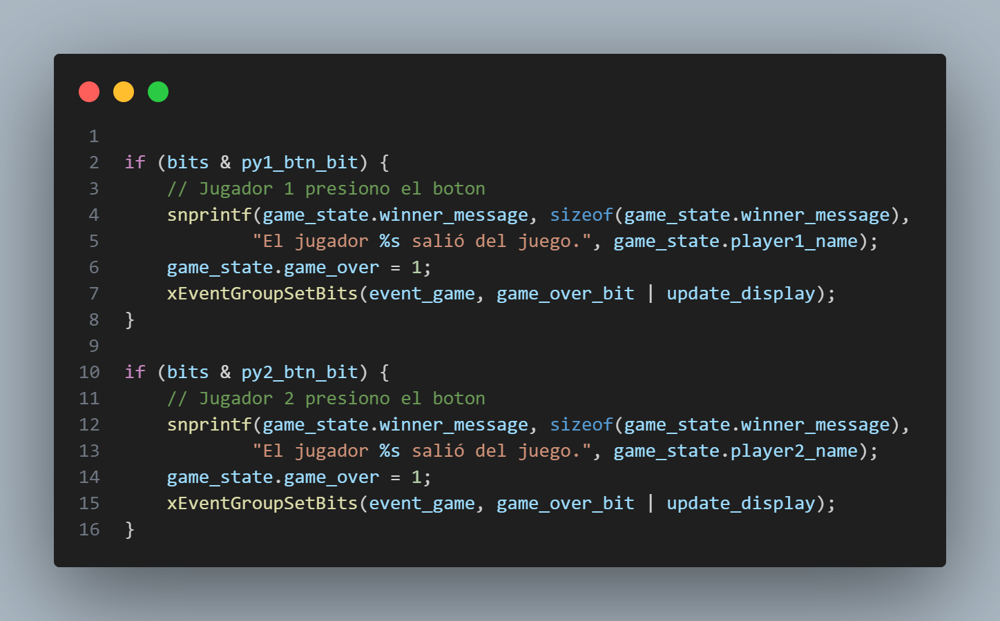 1
2 if (bits & py1_btn_bit) {
3     // Jugador 1 presiono el boton
4     snprintf(game_state.winner_message, sizeof(game_state.winner_message),
5             "El jugador %s salió del juego.", game_state.player1_name);
6     game_state.game_over = 1;
7     xEventGroupSetBits(event_game, game_over_bit | update_display);
8 }
9
10 if (bits & py2_btn_bit) {
11     // Jugador 2 presiono el boton
12     snprintf(game_state.winner_message, sizeof(game_state.winner_message),
13             "El jugador %s salió del juego.", game_state.player2_name);
14     game_state.game_over = 1;
15     xEventGroupSetBits(event_game, game_over_bit | update_display);
16 }